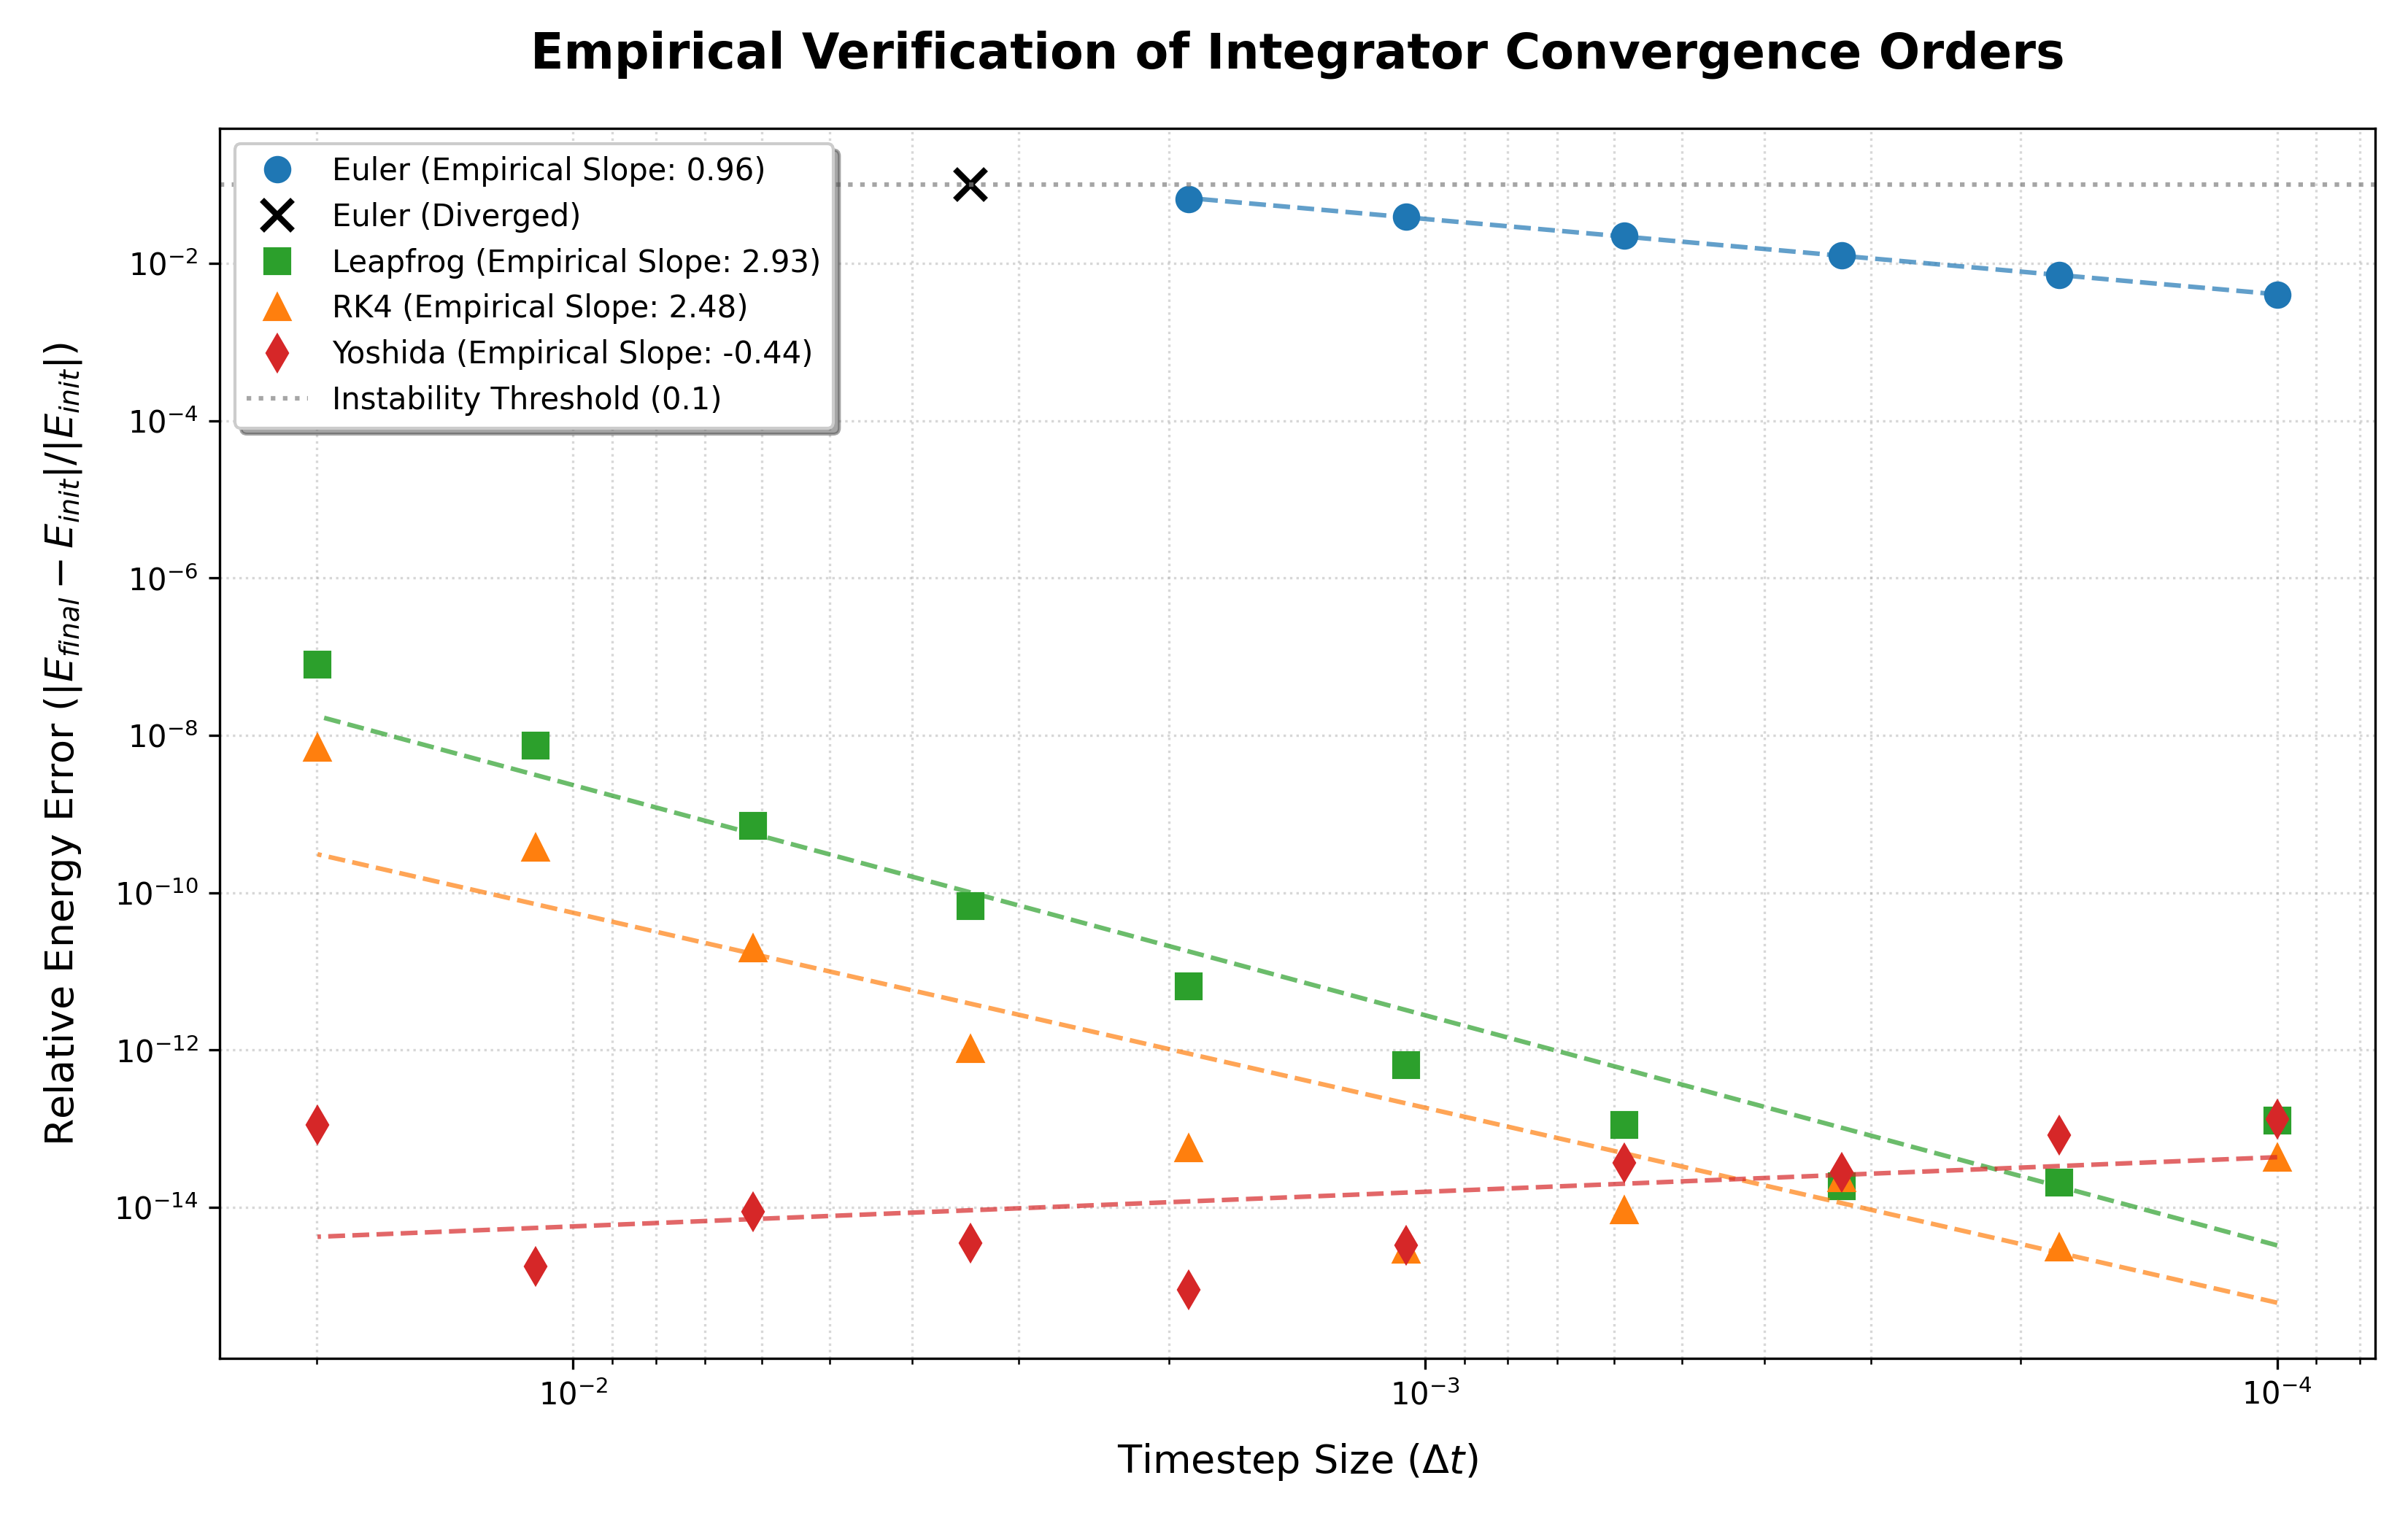 Empirical Verification of Integrator Convergence Orders
Euler (Empirical Slope: 0.96)
Euler (Diverged)
Leapfrog (Empirical Slope: 2.93)
RK4 (Empirical Slope: 2.48)
Yoshida (Empirical Slope: -0.44)
Instability Threshold (0.1)
Relative Energy Error (|E_final − E_init|/|E_init|)
10⁻²
10⁻⁴
10⁻⁶
10⁻⁸
10⁻¹⁰
10⁻¹²
10⁻¹⁴
10⁻² 10⁻³ 10⁻⁴
Timestep Size (Δt)